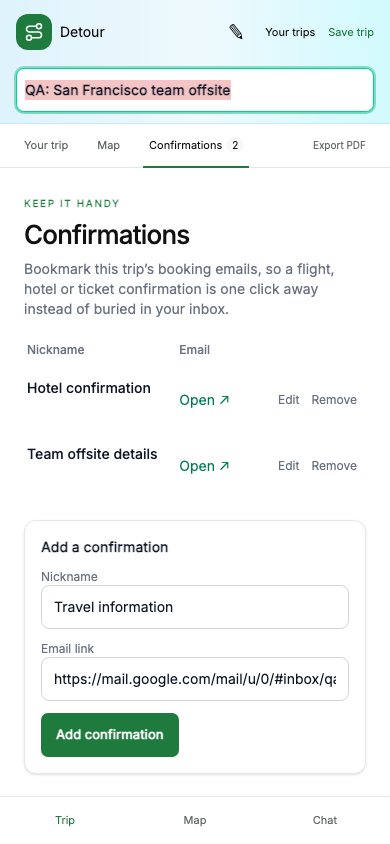 Detour
Your trips
Save trip
QA: San Francisco team offsite
Your trip
Map
Confirmations 2
Export PDF
KEEP IT HANDY
Confirmations
Bookmark this trip’s booking emails, so a flight,
hotel or ticket confirmation is one click away
instead of buried in your inbox.
Nickname
Email
Hotel confirmation
Open ↗
Edit
Remove
Team offsite details
Open ↗
Edit
Remove
Add a confirmation
Nickname
Travel information
Email link
https://mail.google.com/mail/u/0/#inbox/qa
Add confirmation
Trip
Map
Chat